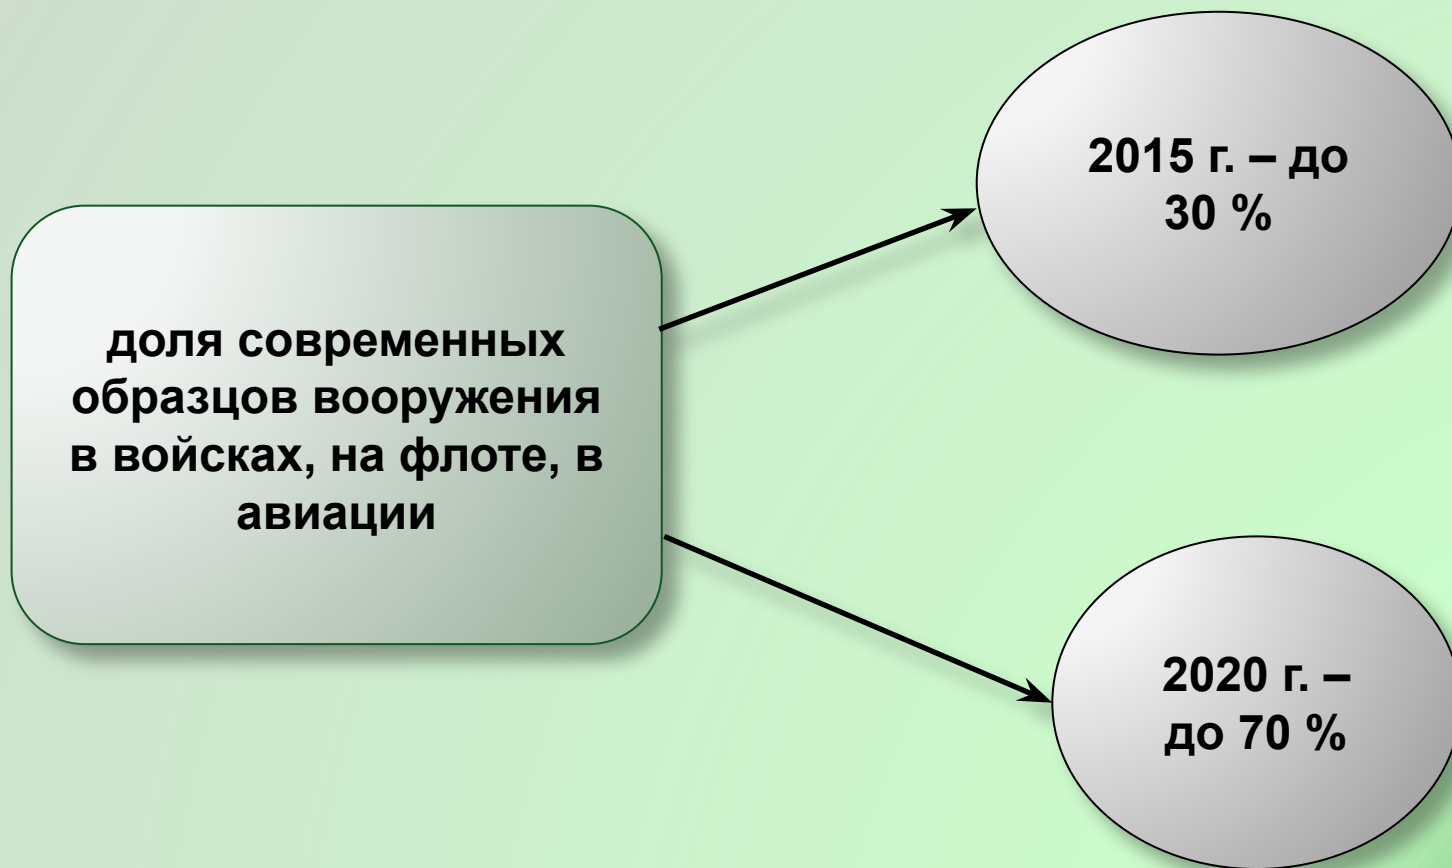 доля современных
образцов вооружения
в войсках, на флоте, в
авиации
2015 г. – до
30 %
2020 г. –
до 70 %